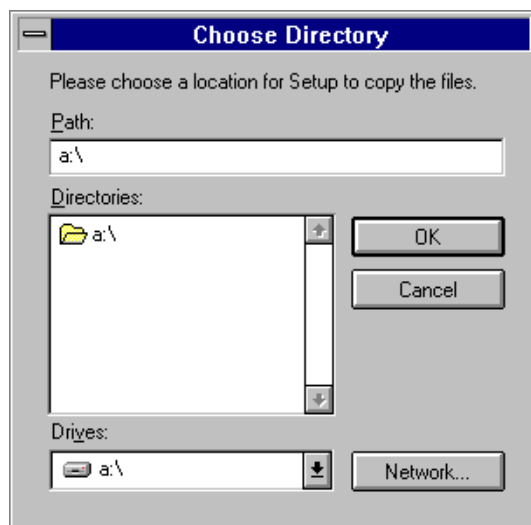 Choose Directory
Please choose a location for Setup to copy the files.
Path:
a:\
Directories:
a:\
OK
Cancel
Drives:
a:\
Network...